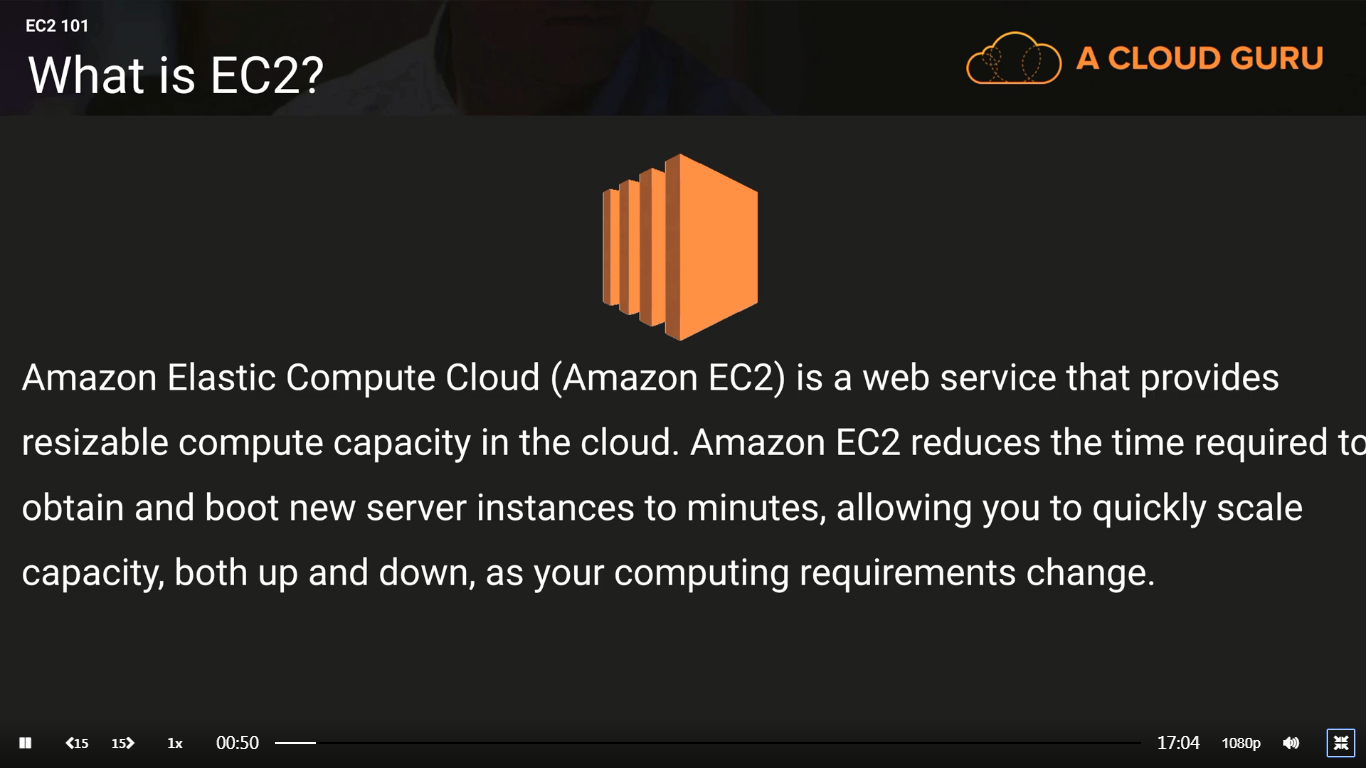 EC2 101
What is EC2?
A CLOUD GURU
Amazon Elastic Compute Cloud (Amazon EC2) is a web service that provides
resizable compute capacity in the cloud. Amazon EC2 reduces the time required to
obtain and boot new server instances to minutes, allowing you to quickly scale
capacity, both up and down, as your computing requirements change.
15 15 1x 00:50 17:04 1080p